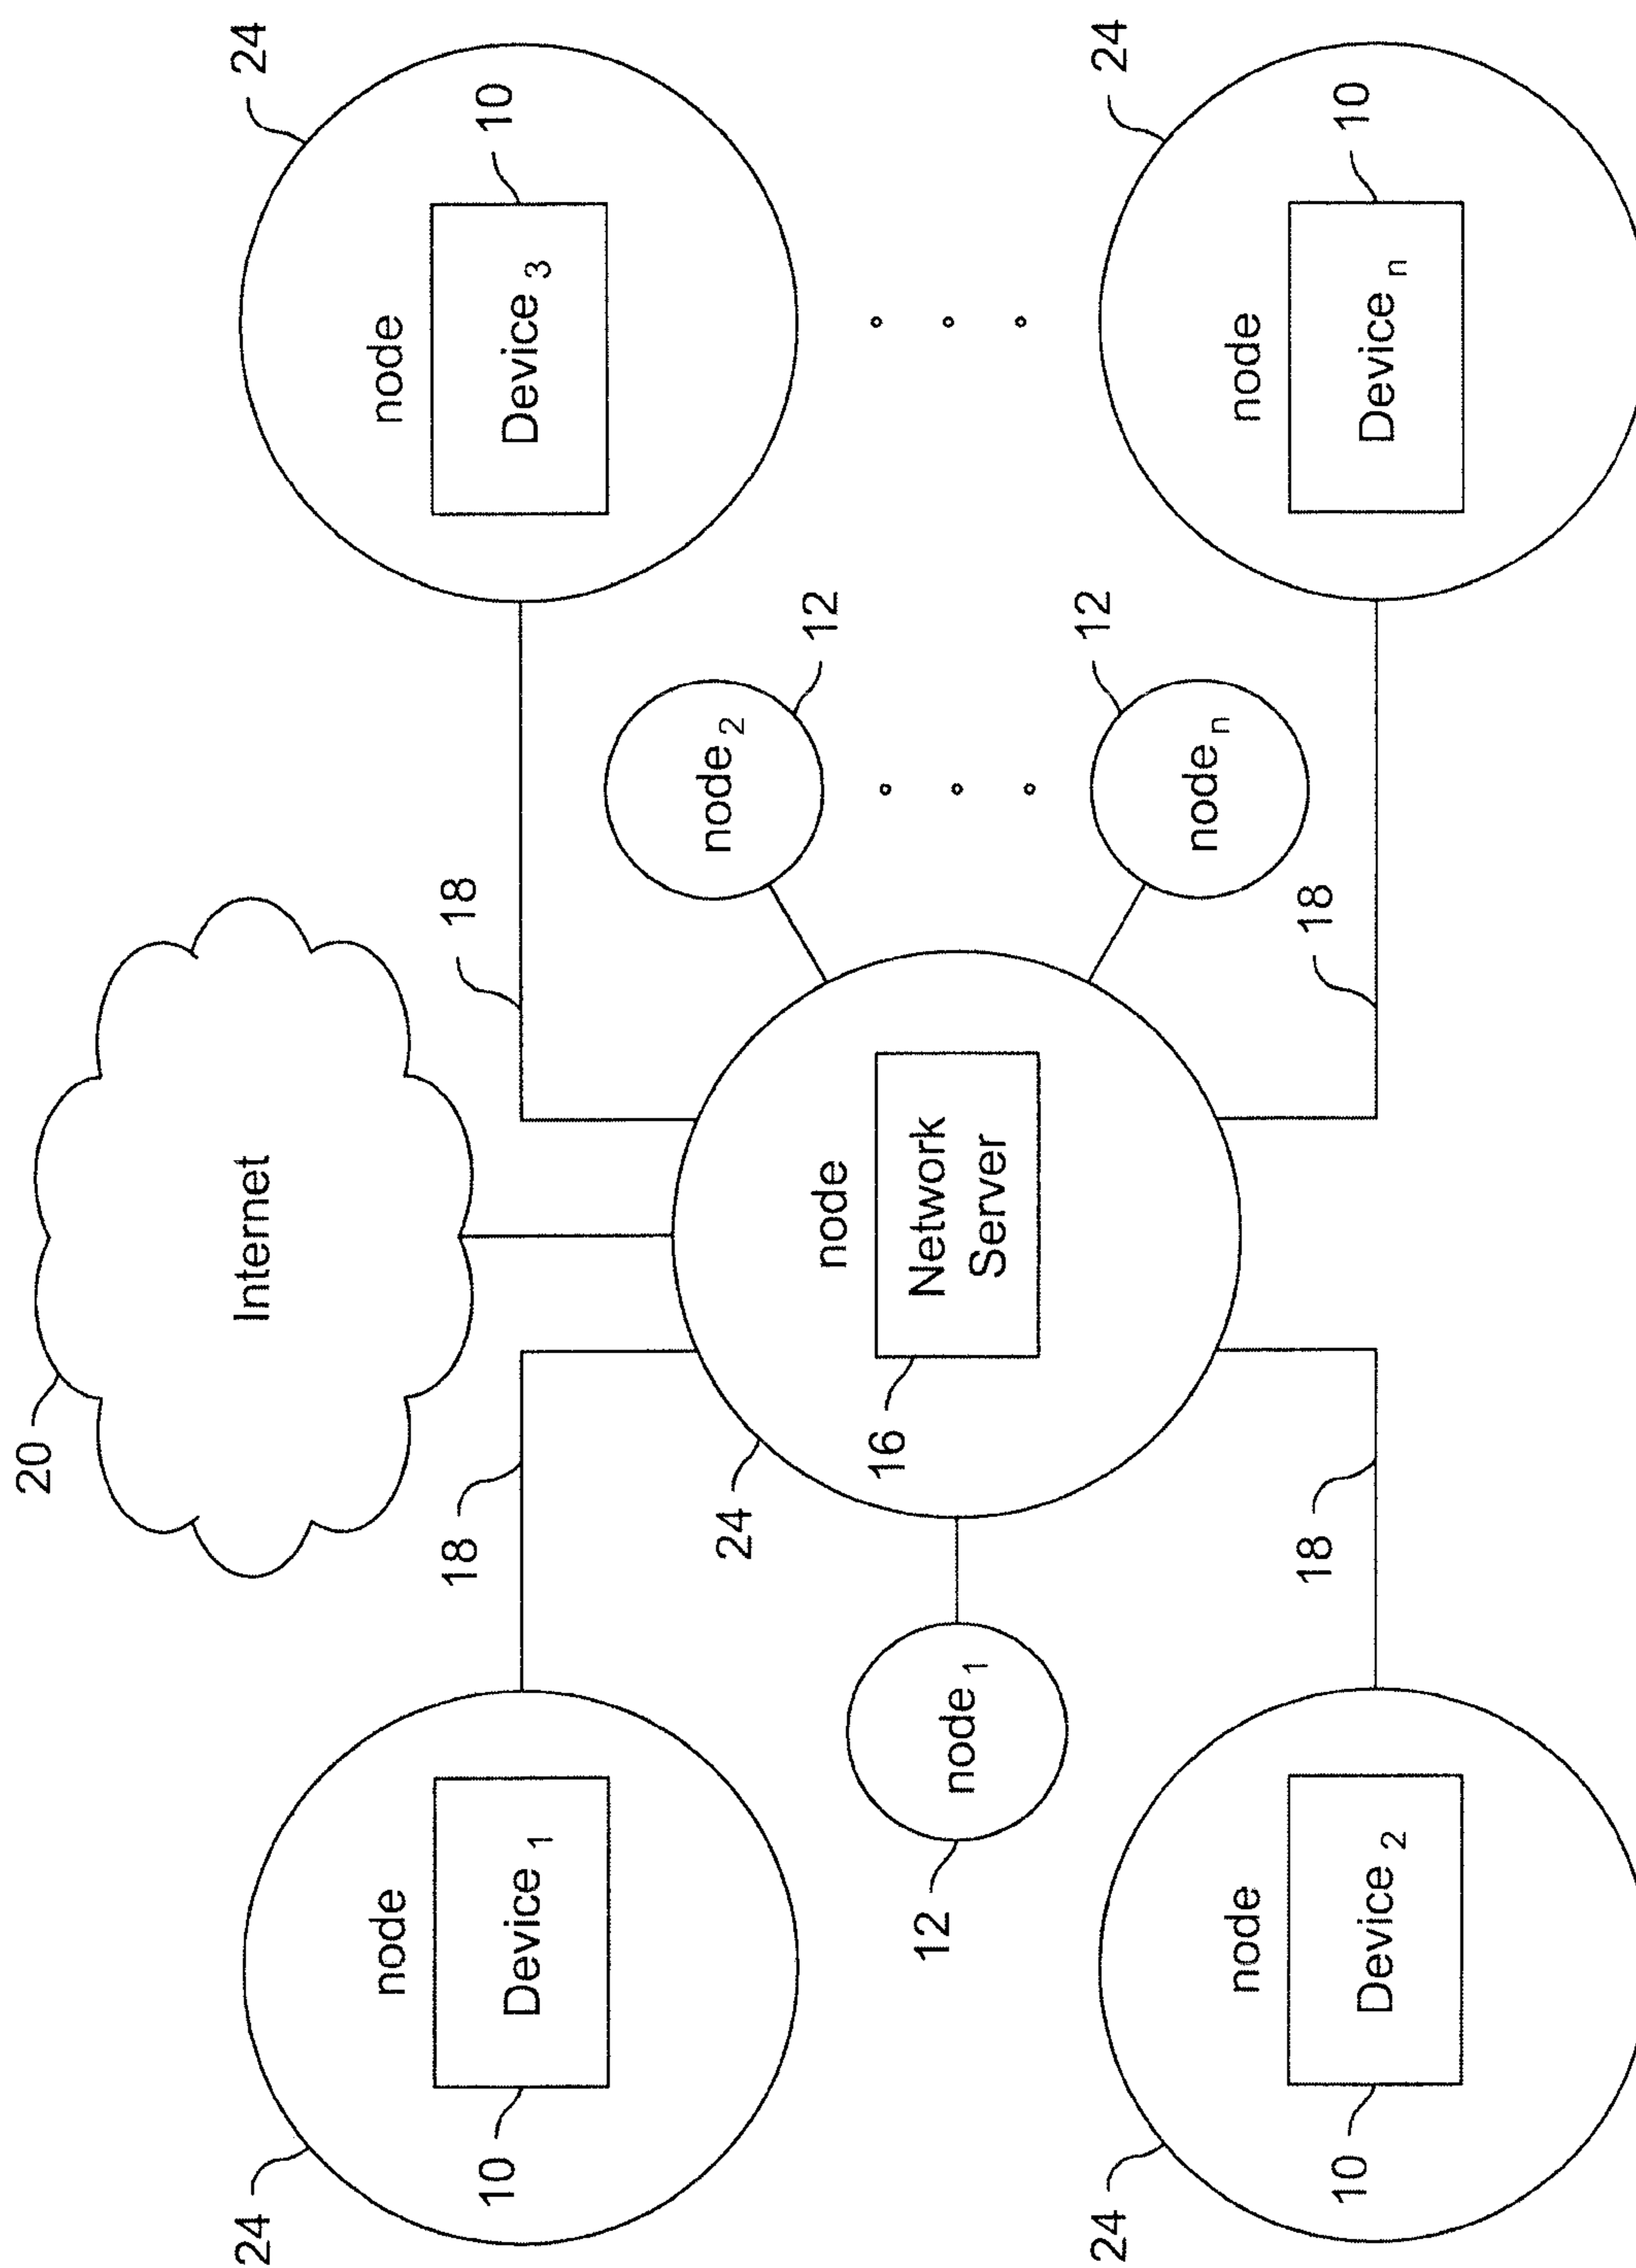 20
24
Internet
24
node
node
18
18
10
Device 1
Device 3
10
node 2
24
12
node
16
Network
Server
12
node 1
24
12
24
node n
node
node
18
18
10
Device 2
Device n
10